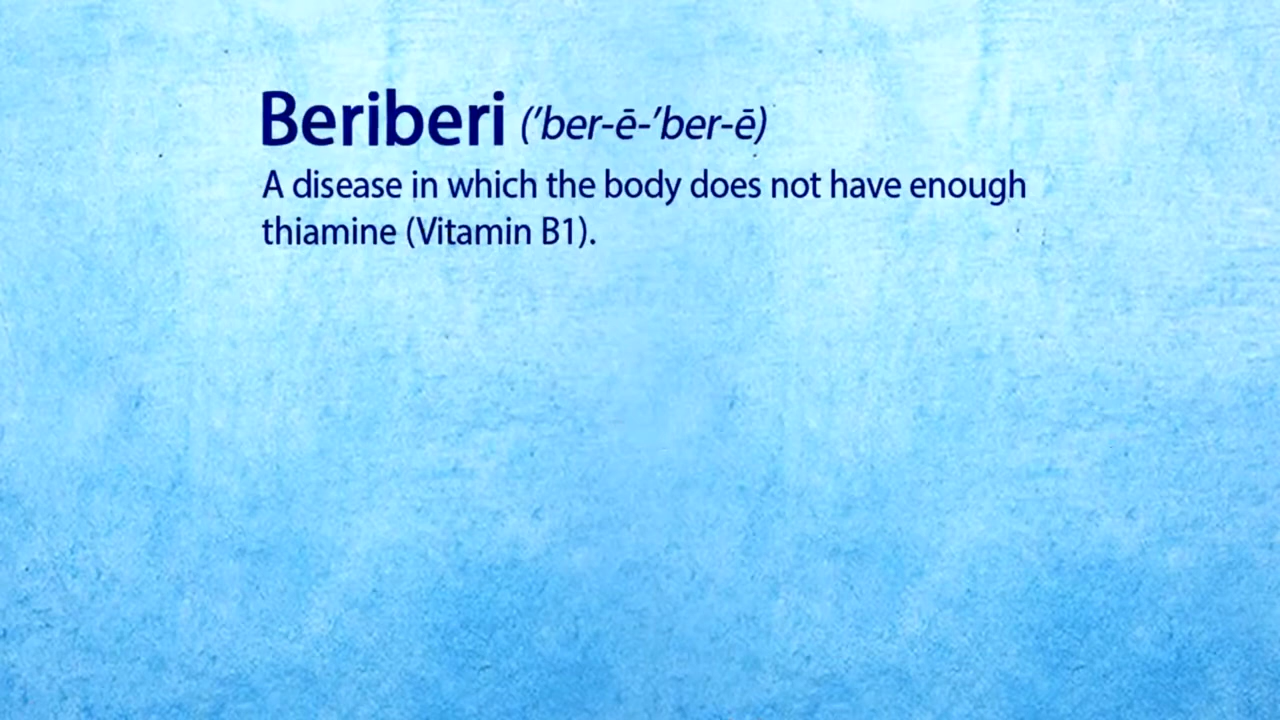 Beriberi (′ber-ē-′ber-ē)
A disease in which the body does not have enough
thiamine (Vitamin B1).